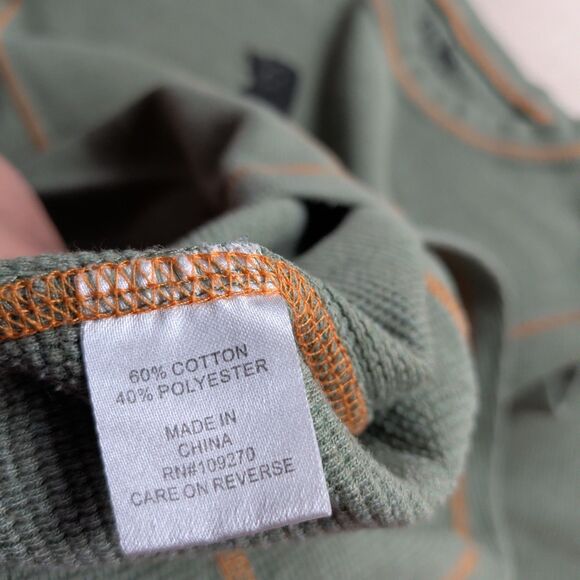 60% COTTON
40% POLYESTER
MADE IN
CHINA
RN#109270
CARE ON REVERSE